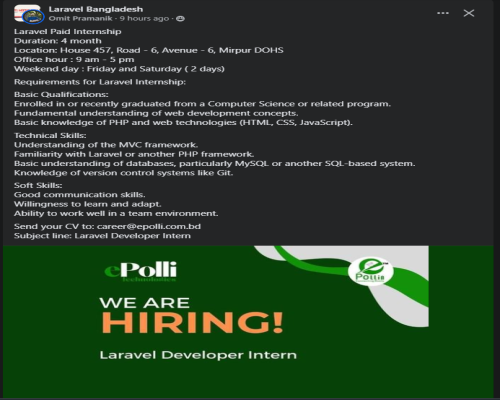 Laravel Bangladesh
Omit Pramanik · 9 hours ago ·
Laravel Paid Internship
Duration: 4 month
Location: House 457, Road - 6, Avenue - 6, Mirpur DOHS
Office hour : 9 am - 5 pm
Weekend day : Friday and Saturday ( 2 days)
Requirements for Laravel Internship:
Basic Qualifications:
Enrolled in or recently graduated from a Computer Science or related program.
Fundamental understanding of web development concepts.
Basic knowledge of PHP and web technologies (HTML, CSS, JavaScript).
Technical Skills:
Understanding of the MVC framework.
Familiarity with Laravel or another PHP framework.
Basic understanding of databases, particularly MySQL or another SQL-based system.
Knowledge of version control systems like Git.
Soft Skills:
Good communication skills.
Willingness to learn and adapt.
Ability to work well in a team environment.
Send your CV to: career@epolli.com.bd
Subject line: Laravel Developer Intern
ePolli
technologies
e
Polli
WE ARE
HIRING!
Laravel Developer Intern